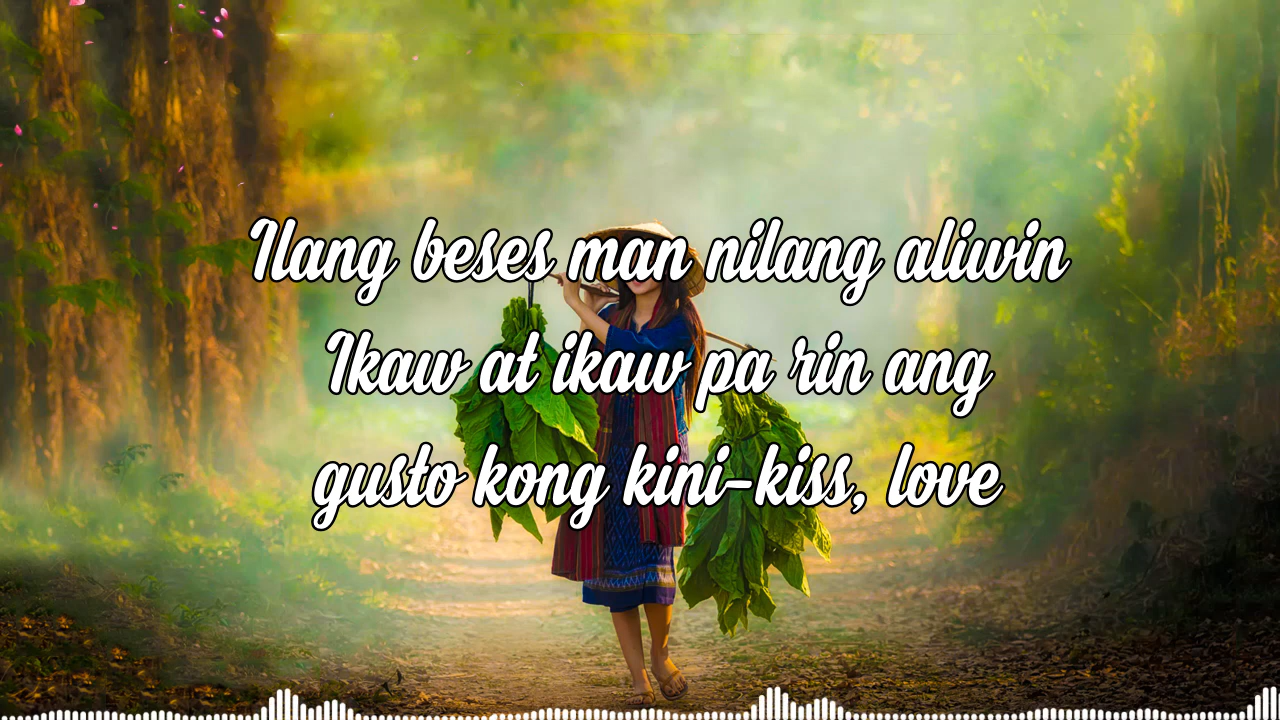 Ilang beses man nilang aliwin
Ikaw at ikaw pa rin ang
gusto kong kini-kiss, love